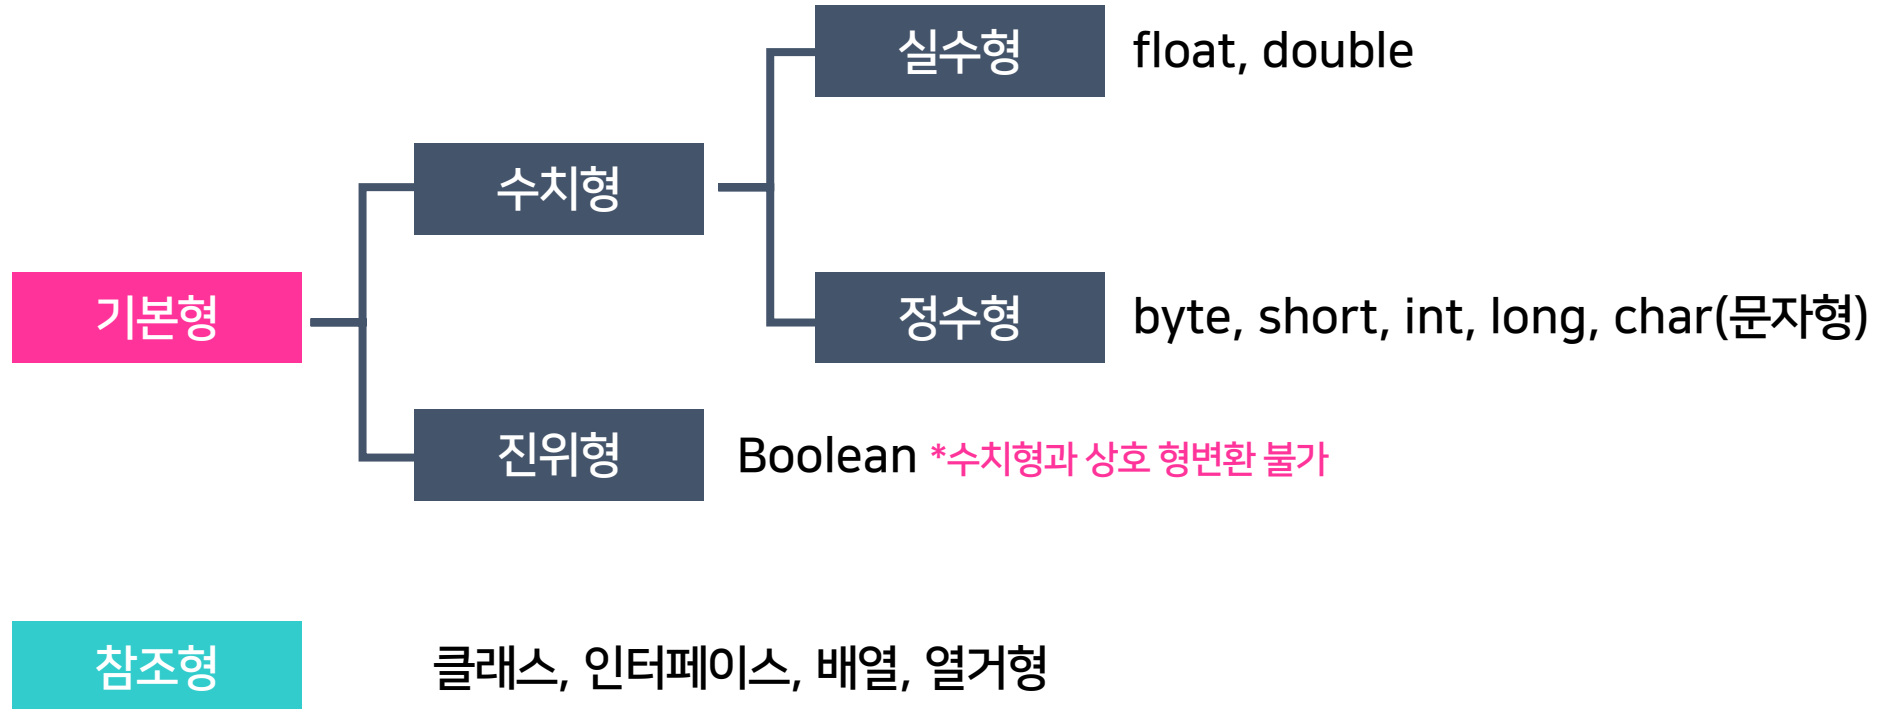 실수형 float, double
수치형
기본형
정수형 byte, short, int, long, char(문자형)
진위형 Boolean *수치형과 상호 형변환 불가
참조형 클래스, 인터페이스, 배열, 열거형